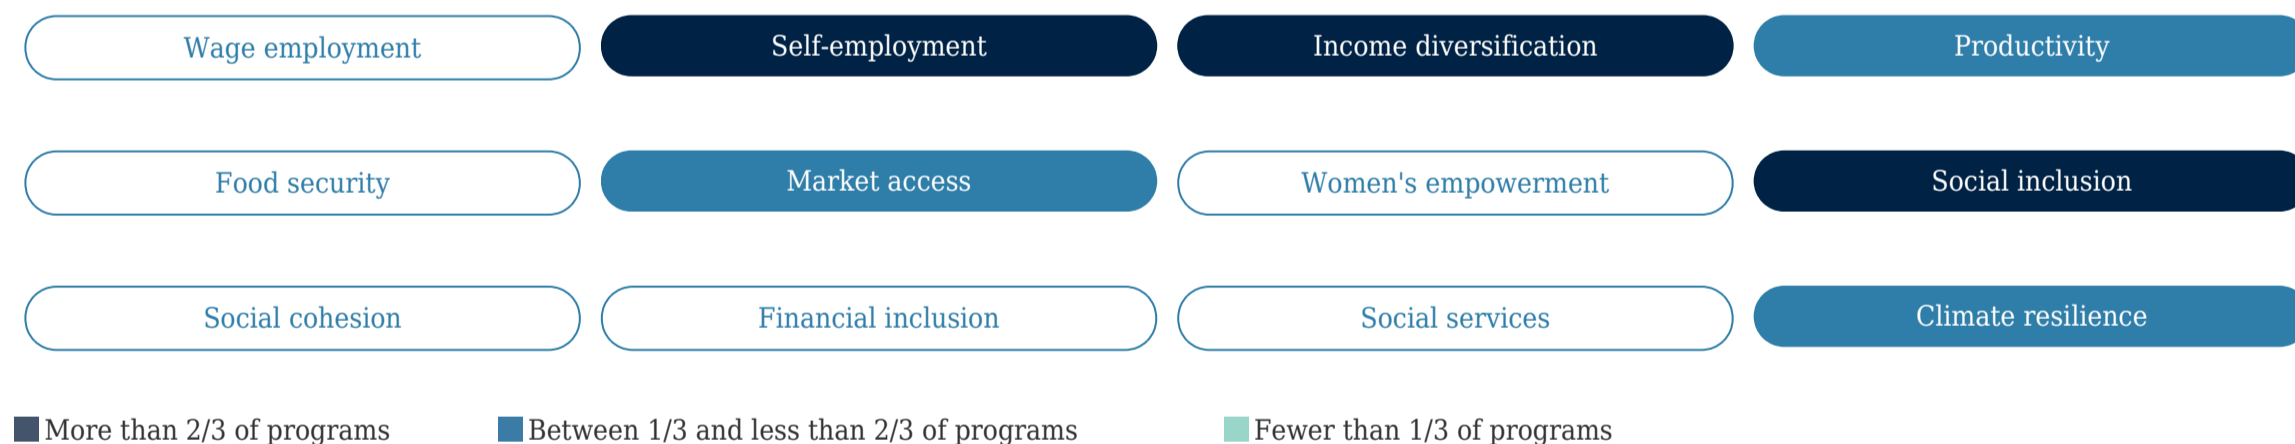 Wage employment
Self-employment
Income diversification
Productivity
Food security
Market access
Women's empowerment
Social inclusion
Social cohesion
Financial inclusion
Social services
Climate resilience
More than 2/3 of programs
Between 1/3 and less than 2/3 of programs
Fewer than 1/3 of programs